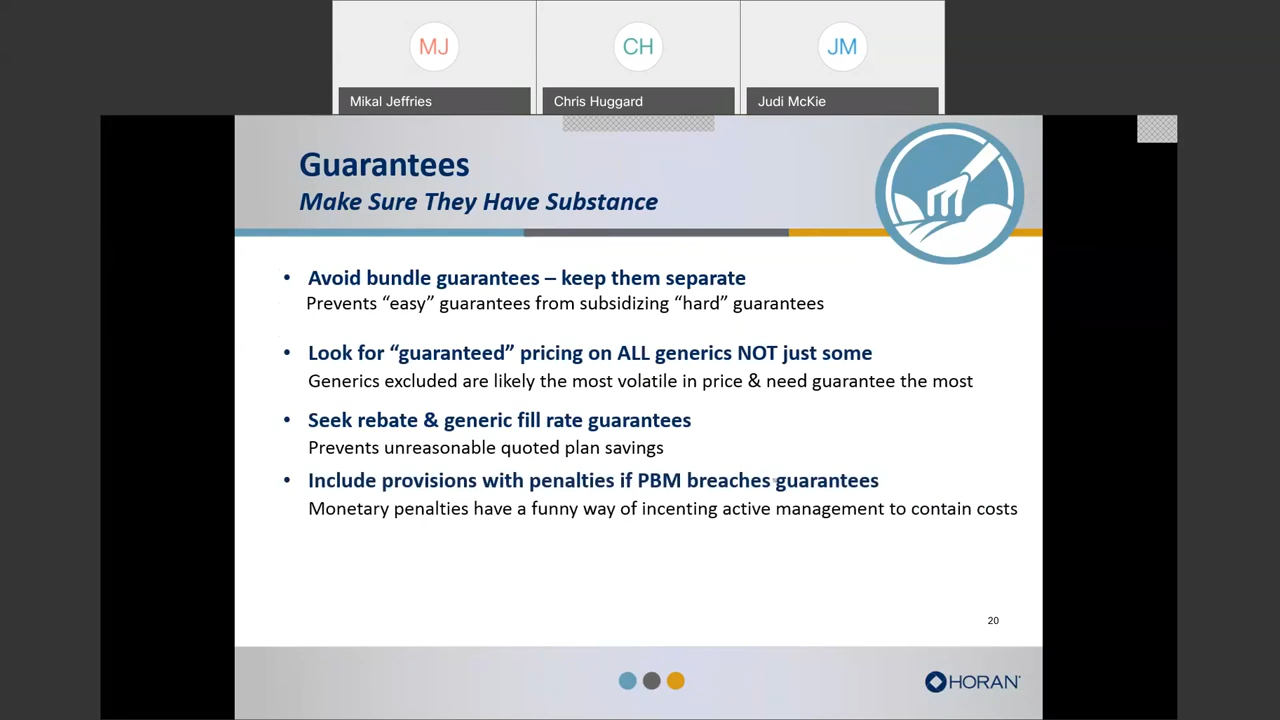 MJ
CH
JM
Mikal Jeffries
Chris Huggard
Judi McKie
Guarantees
Make Sure They Have Substance
• Avoid bundle guarantees – keep them separate
Prevents “easy” guarantees from subsidizing “hard” guarantees
• Look for “guaranteed” pricing on ALL generics NOT just some
Generics excluded are likely the most volatile in price & need guarantee the most
• Seek rebate & generic fill rate guarantees
Prevents unreasonable quoted plan savings
• Include provisions with penalties if PBM breaches guarantees
Monetary penalties have a funny way of incenting active management to contain costs
20
HORAN